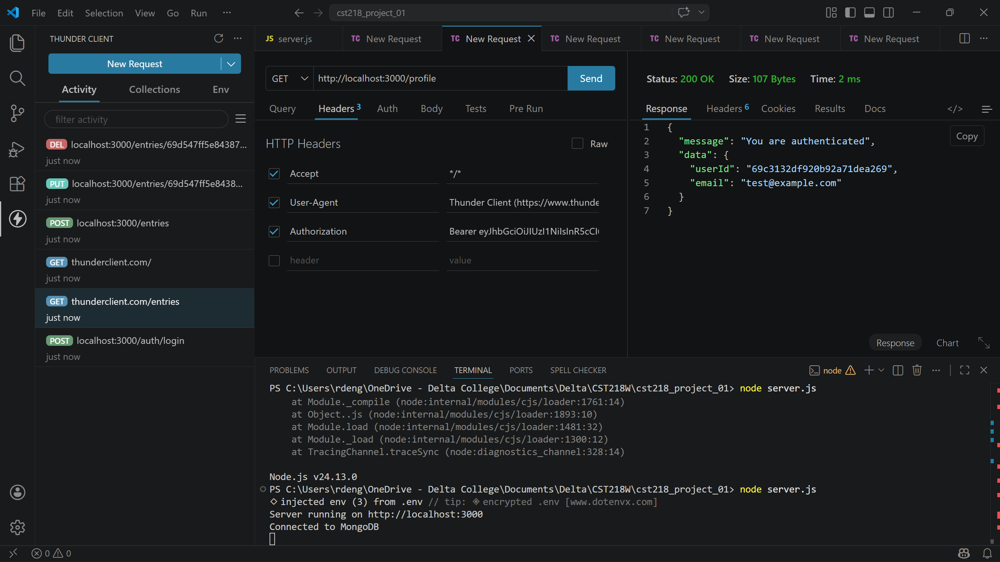 File Edit Selection View Go Run ···
cst218_project_01
THUNDER CLIENT
New Request
Activity Collections Env
filter activity
DEL localhost:3000/entries/69d547ff5e84387...
just now
PUT localhost:3000/entries/69d547ff5e8438...
just now
POST localhost:3000/entries
just now
GET thunderclient.com/
just now
GET thunderclient.com/entries
just now
POST localhost:3000/auth/login
just now
JS server.js TC New Request TC New Request TC New Request TC New Request TC New Request TC New Request
GET http://localhost:3000/profile Send
Query Headers 3 Auth Body Tests Pre Run
HTTP Headers Raw
Accept */*
User-Agent Thunder Client (https://www.thunde
Authorization Bearer eyJhbGciOiJIUzI1NiIsInR5cCI
header value
Status: 200 OK Size: 107 Bytes Time: 2 ms
Response Headers 6 Cookies Results Docs </>
Copy
1 {
2 "message": "You are authenticated",
3 "data": {
4 "userId": "69c3132df920b92a71dea269",
5 "email": "test@example.com"
6 }
7 }
Response Chart
PROBLEMS OUTPUT DEBUG CONSOLE TERMINAL PORTS SPELL CHECKER
node
PS C:\Users\rdeng\OneDrive - Delta College\Documents\Delta\CST218W\cst218_project_01> node server.js
at Module._compile (node:internal/modules/cjs/loader:1761:14)
at Object..js (node:internal/modules/cjs/loader:1893:10)
at Module.load (node:internal/modules/cjs/loader:1481:32)
at Module._load (node:internal/modules/cjs/loader:1300:12)
at TracingChannel.traceSync (node:diagnostics_channel:328:14)
Node.js v24.13.0
PS C:\Users\rdeng\OneDrive - Delta College\Documents\Delta\CST218W\cst218_project_01> node server.js
◇ injected env (3) from .env // tip: ◈ encrypted .env [www.dotenvx.com]
Server running on http://localhost:3000
Connected to MongoDB
0 0